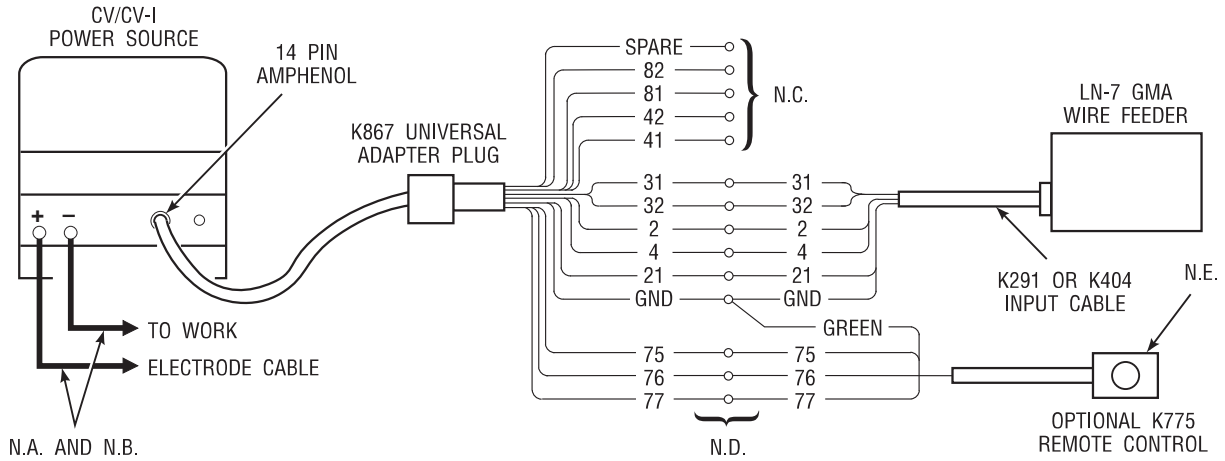 CV/CV-I
POWER SOURCE
14 PIN
AMPHENOL
K867 UNIVERSAL
ADAPTER PLUG
SPARE
82
81
42
41
N.C.
LN-7 GMA
WIRE FEEDER
31 31
32 32
2 2
4 4
21 21
GND GND
GREEN
75 75
76 76
77 77
N.D.
K291 OR K404
INPUT CABLE
N.E.
OPTIONAL K775
REMOTE CONTROL
+ –
TO WORK
ELECTRODE CABLE
N.A. AND N.B.